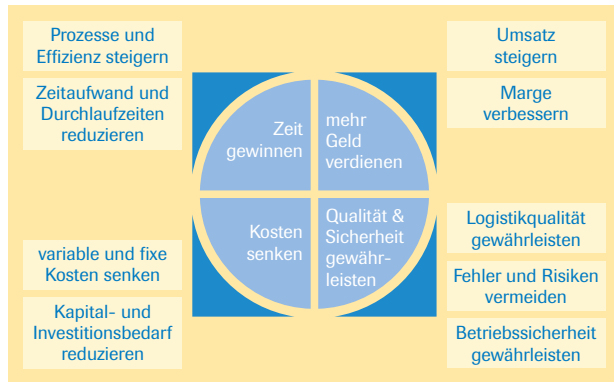 Prozesse und
Effizienz steigern
Zeitaufwand und
Durchlaufzeiten
reduzieren
Umsatz
steigern
Marge
verbessern
Zeit
gewinnen
mehr
Geld
verdienen
Kosten
senken
Qualität &
Sicherheit
gewähr-
leisten
variable und fixe
Kosten senken
Kapital- und
Investitionsbedarf
reduzieren
Logistikqualität
gewährleisten
Fehler und Risiken
vermeiden
Betriebssicherheit
gewährleisten